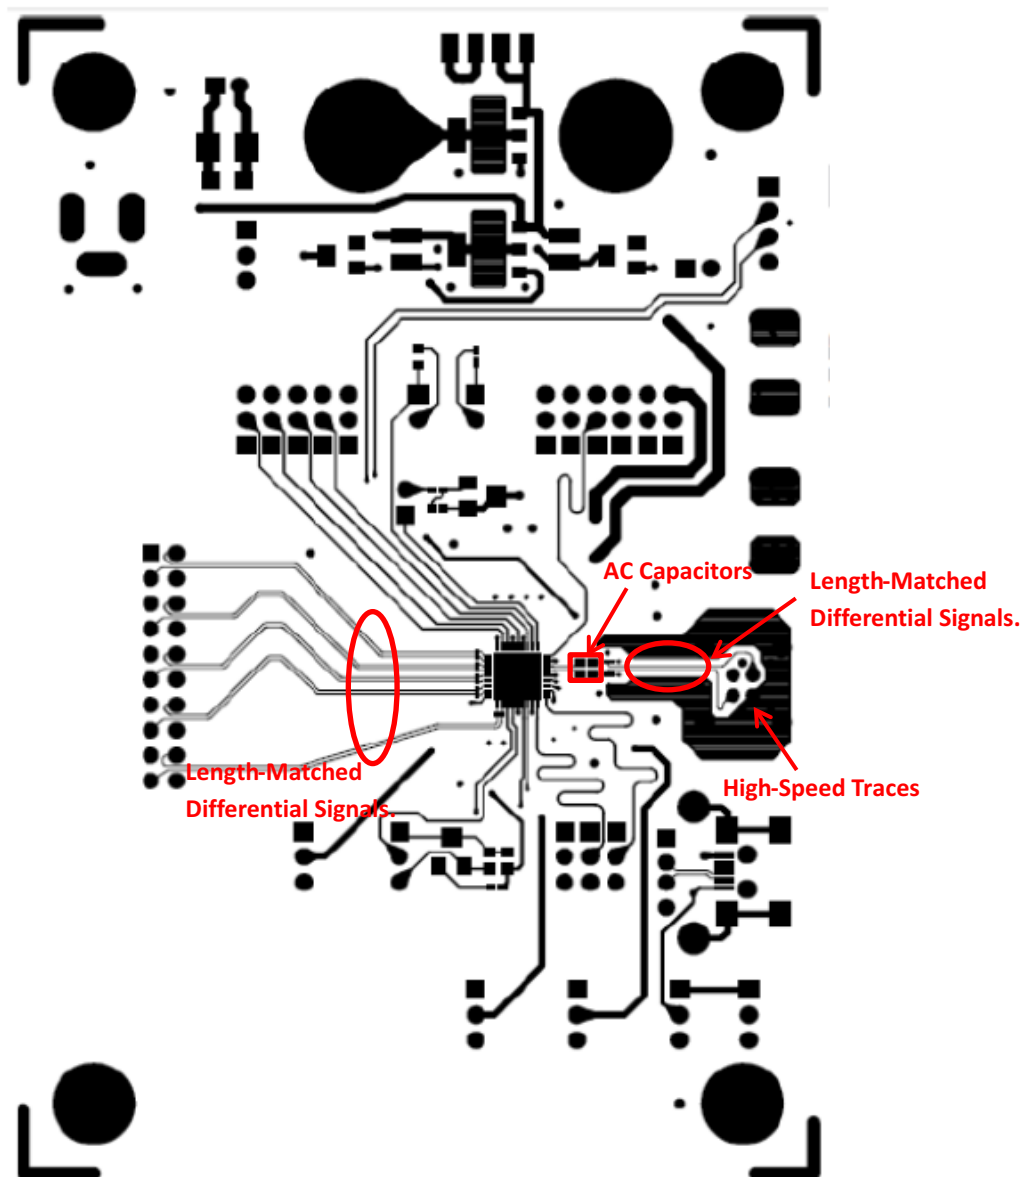 AC Capacitors
Length-Matched
Differential Signals.
Length-Matched
Differential Signals.
High-Speed Traces